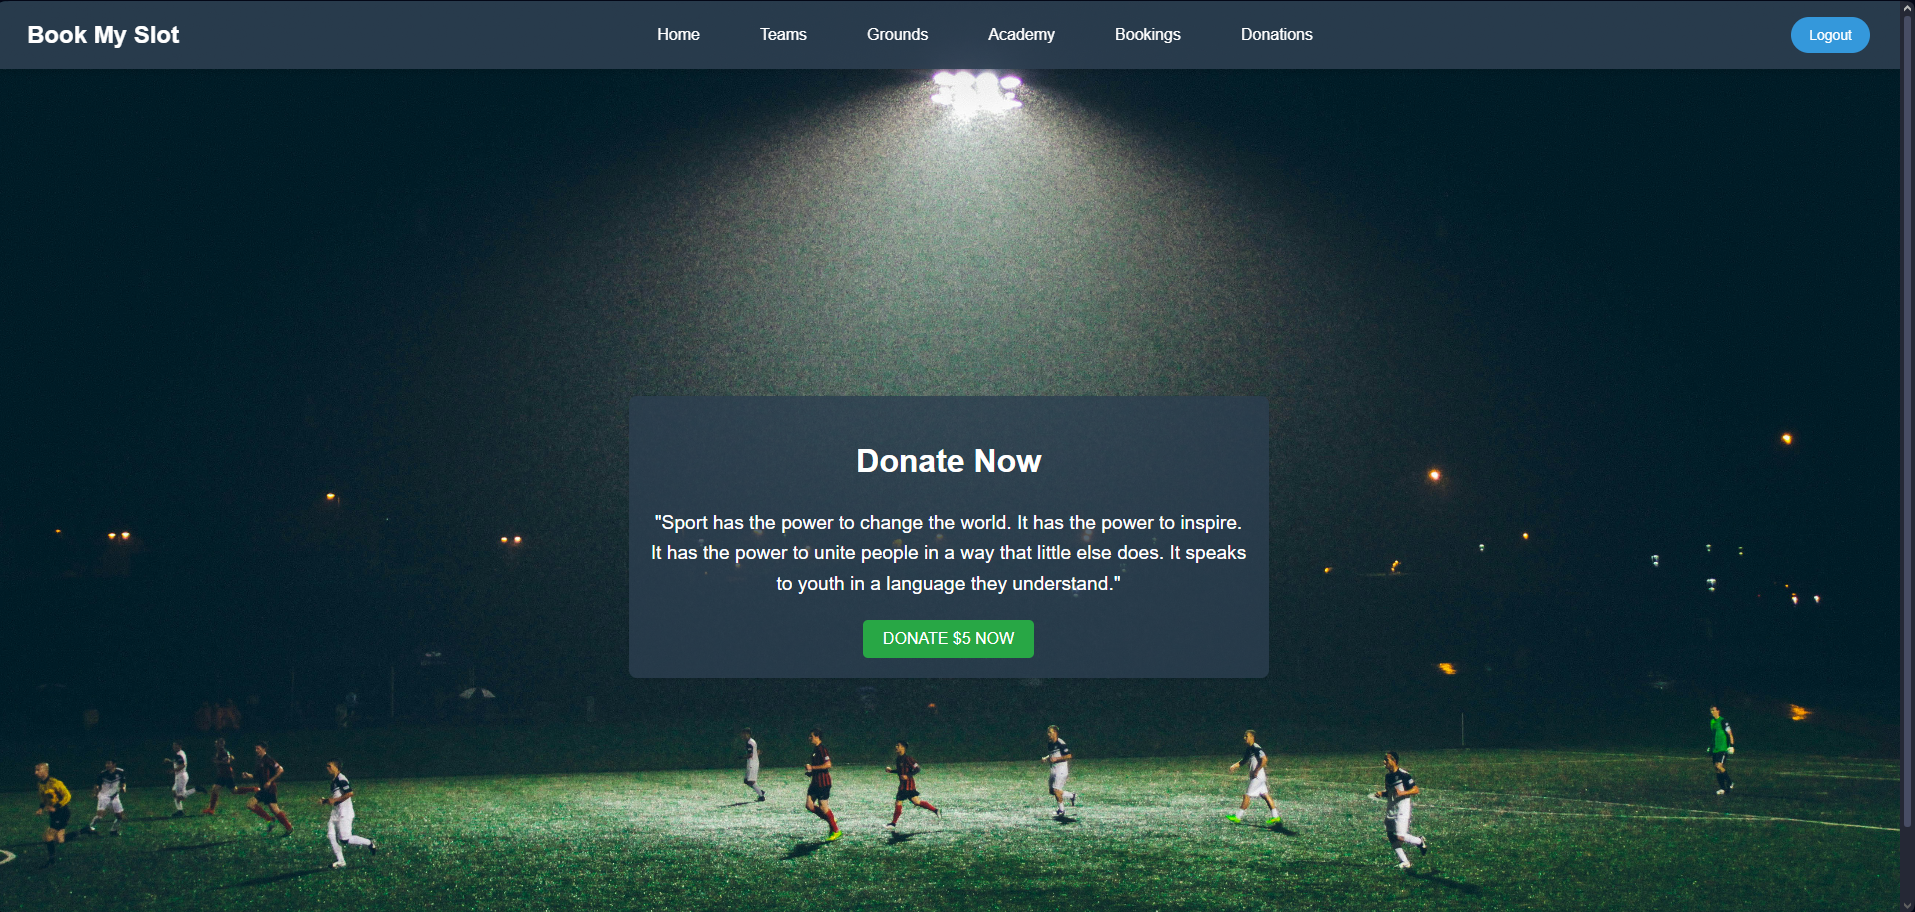 Book My Slot
Home Teams Grounds Academy Bookings Donations
Logout
Donate Now
"Sport has the power to change the world. It has the power to inspire.
It has the power to unite people in a way that little else does. It speaks
to youth in a language they understand."
DONATE $5 NOW